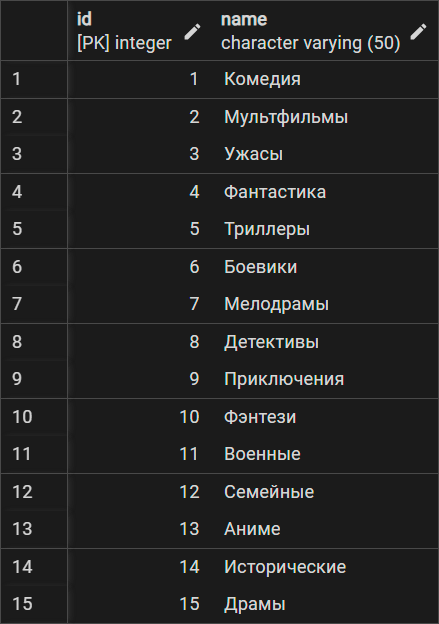 id name
[PK] integer character varying (50)
1 1 Комедия
2 2 Мультфильмы
3 3 Ужасы
4 4 Фантастика
5 5 Триллеры
6 6 Боевики
7 7 Мелодрамы
8 8 Детективы
9 9 Приключения
10 10 Фэнтези
11 11 Военные
12 12 Семейные
13 13 Аниме
14 14 Исторические
15 15 Драмы